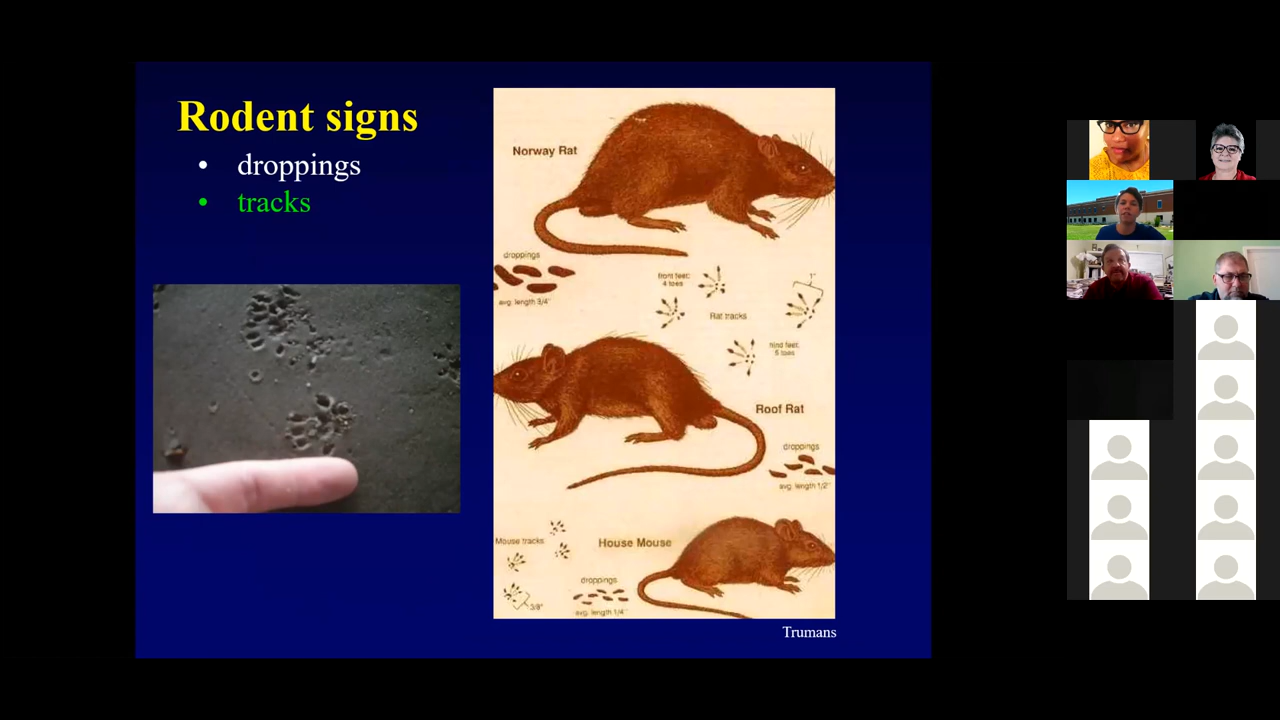 Rodent signs
• droppings
• tracks
Norway Rat
droppings
avg. length 3/4"
front feet:
4 toes
1"
Rat tracks
hind feet:
5 toes
Roof Rat
droppings
avg. length 1/2"
Mouse tracks
House Mouse
droppings
3/8"
avg. length 1/4"
Trumans